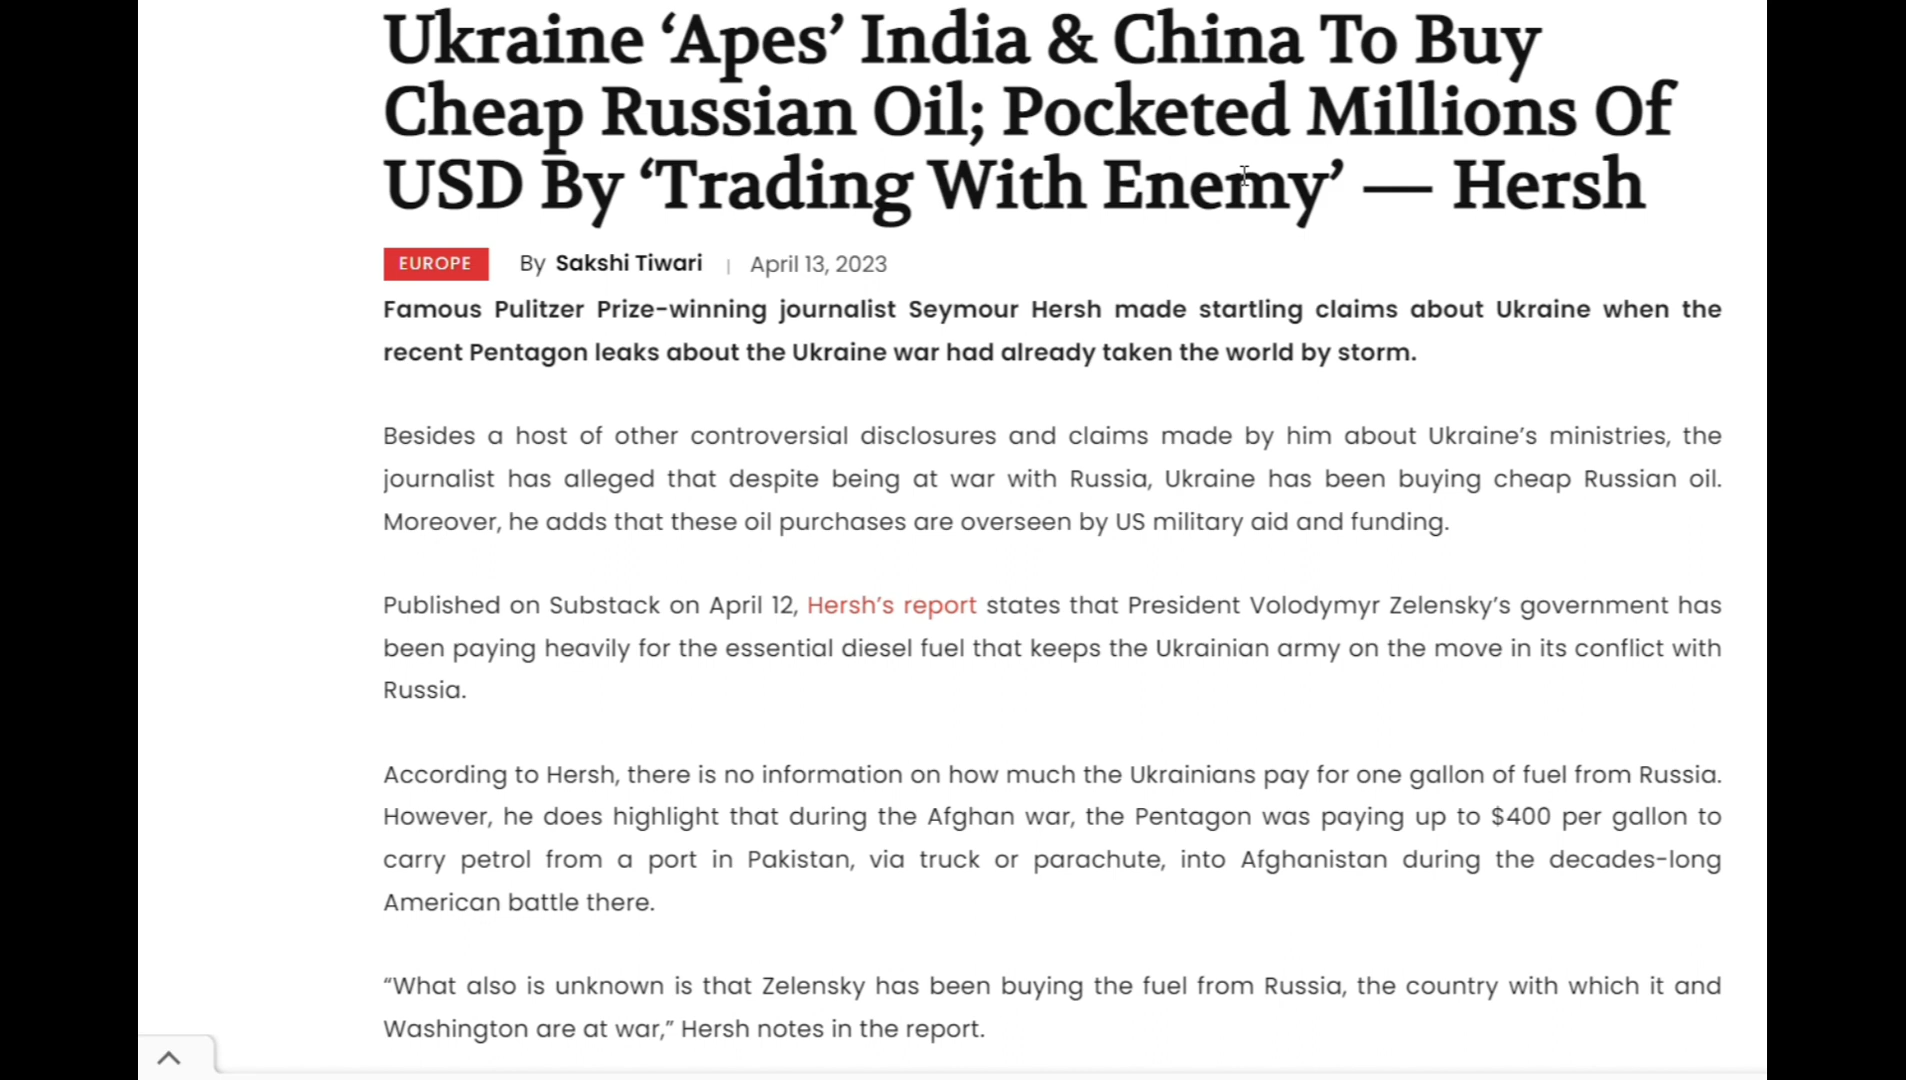 Ukraine ‘Apes’ India & China To Buy
Cheap Russian Oil; Pocketed Millions Of
USD By ‘Trading With Enemy’ — Hersh
EUROPE By Sakshi Tiwari | April 13, 2023
Famous Pulitzer Prize-winning journalist Seymour Hersh made startling claims about Ukraine when the
recent Pentagon leaks about the Ukraine war had already taken the world by storm.
Besides a host of other controversial disclosures and claims made by him about Ukraine’s ministries, the
journalist has alleged that despite being at war with Russia, Ukraine has been buying cheap Russian oil.
Moreover, he adds that these oil purchases are overseen by US military aid and funding.
Published on Substack on April 12, Hersh’s report states that President Volodymyr Zelensky’s government has
been paying heavily for the essential diesel fuel that keeps the Ukrainian army on the move in its conflict with
Russia.
According to Hersh, there is no information on how much the Ukrainians pay for one gallon of fuel from Russia.
However, he does highlight that during the Afghan war, the Pentagon was paying up to $400 per gallon to
carry petrol from a port in Pakistan, via truck or parachute, into Afghanistan during the decades-long
American battle there.
“What also is unknown is that Zelensky has been buying the fuel from Russia, the country with which it and
Washington are at war,” Hersh notes in the report.